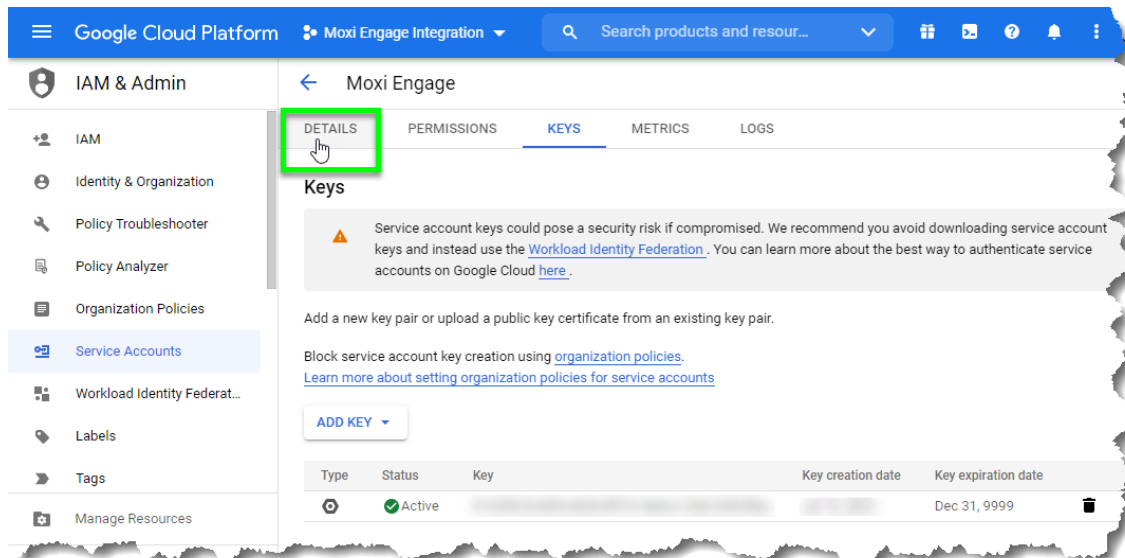 Google Cloud Platform
Moxi Engage Integration
Search products and resour...
IAM & Admin
Moxi Engage
DETAILS
PERMISSIONS
KEYS
METRICS
LOGS
IAM
Identity & Organization
Policy Troubleshooter
Policy Analyzer
Organization Policies
Service Accounts
Workload Identity Federat...
Labels
Tags
Manage Resources
Keys
Service account keys could pose a security risk if compromised. We recommend you avoid downloading service account
keys and instead use the Workload Identity Federation . You can learn more about the best way to authenticate service
accounts on Google Cloud here .
Add a new key pair or upload a public key certificate from an existing key pair.
Block service account key creation using organization policies.
Learn more about setting organization policies for service accounts
ADD KEY
Type Status Key Key creation date Key expiration date
Active Dec 31, 9999